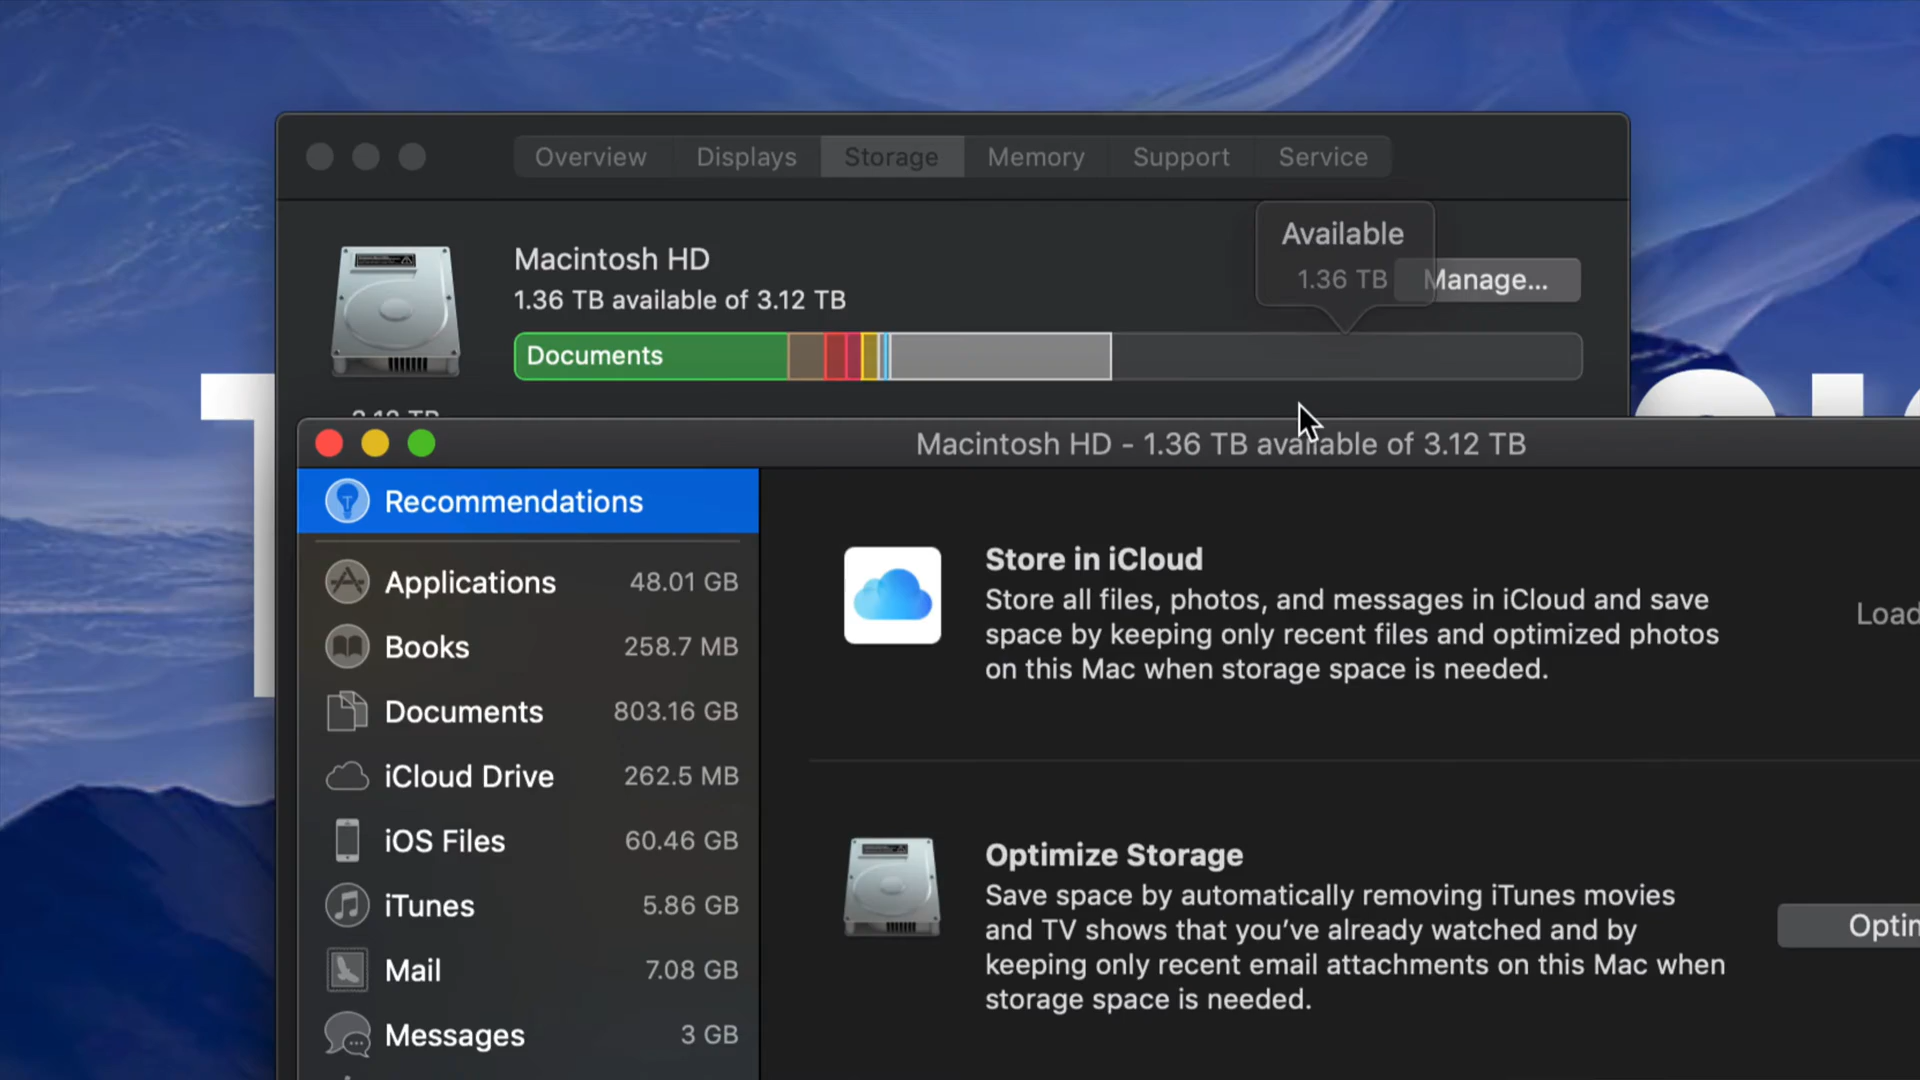 Overview Displays Storage Memory Support Service
Available
1.36 TB
Manage...
Macintosh HD
1.36 TB available of 3.12 TB
Documents
Macintosh HD - 1.36 TB available of 3.12 TB
Recommendations
Applications 48.01 GB
Books 258.7 MB
Documents 803.16 GB
iCloud Drive 262.5 MB
iOS Files 60.46 GB
iTunes 5.86 GB
Mail 7.08 GB
Messages 3 GB
Store in iCloud
Store all files, photos, and messages in iCloud and save
space by keeping only recent files and optimized photos
on this Mac when storage space is needed.
Load
Optimize Storage
Save space by automatically removing iTunes movies
and TV shows that you’ve already watched and by
keeping only recent email attachments on this Mac when
storage space is needed.
Optim